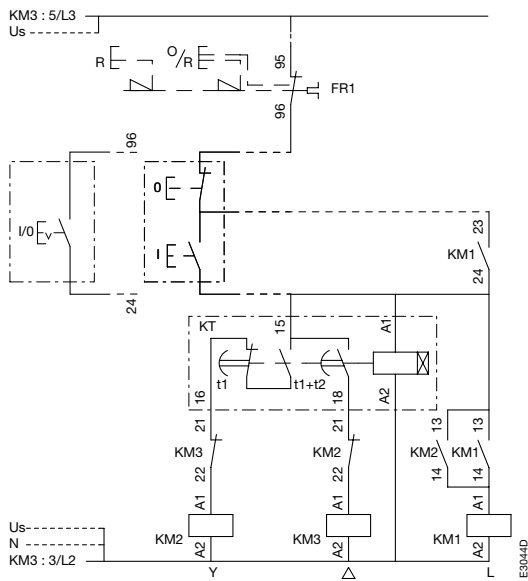 KM3 : 5/L3
Us
O/
R
R
95
FR1
96
96
0
I/0
I
24
23
KM1
24
KT
15
A1
t1
t1+t2
16
18
A2
21
21
13
13
KM3
KM2
KM2
KM1
22
22
14
14
A1
A1
A1
KM2
KM3
KM1
A2
A2
A2
Us
N
KM3 : 3/L2
Y
L
E3044D